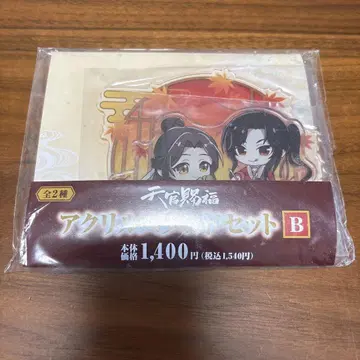 全2種
天官賜福
アクリル セット B
本体価格 1,400円(税込1,540円)